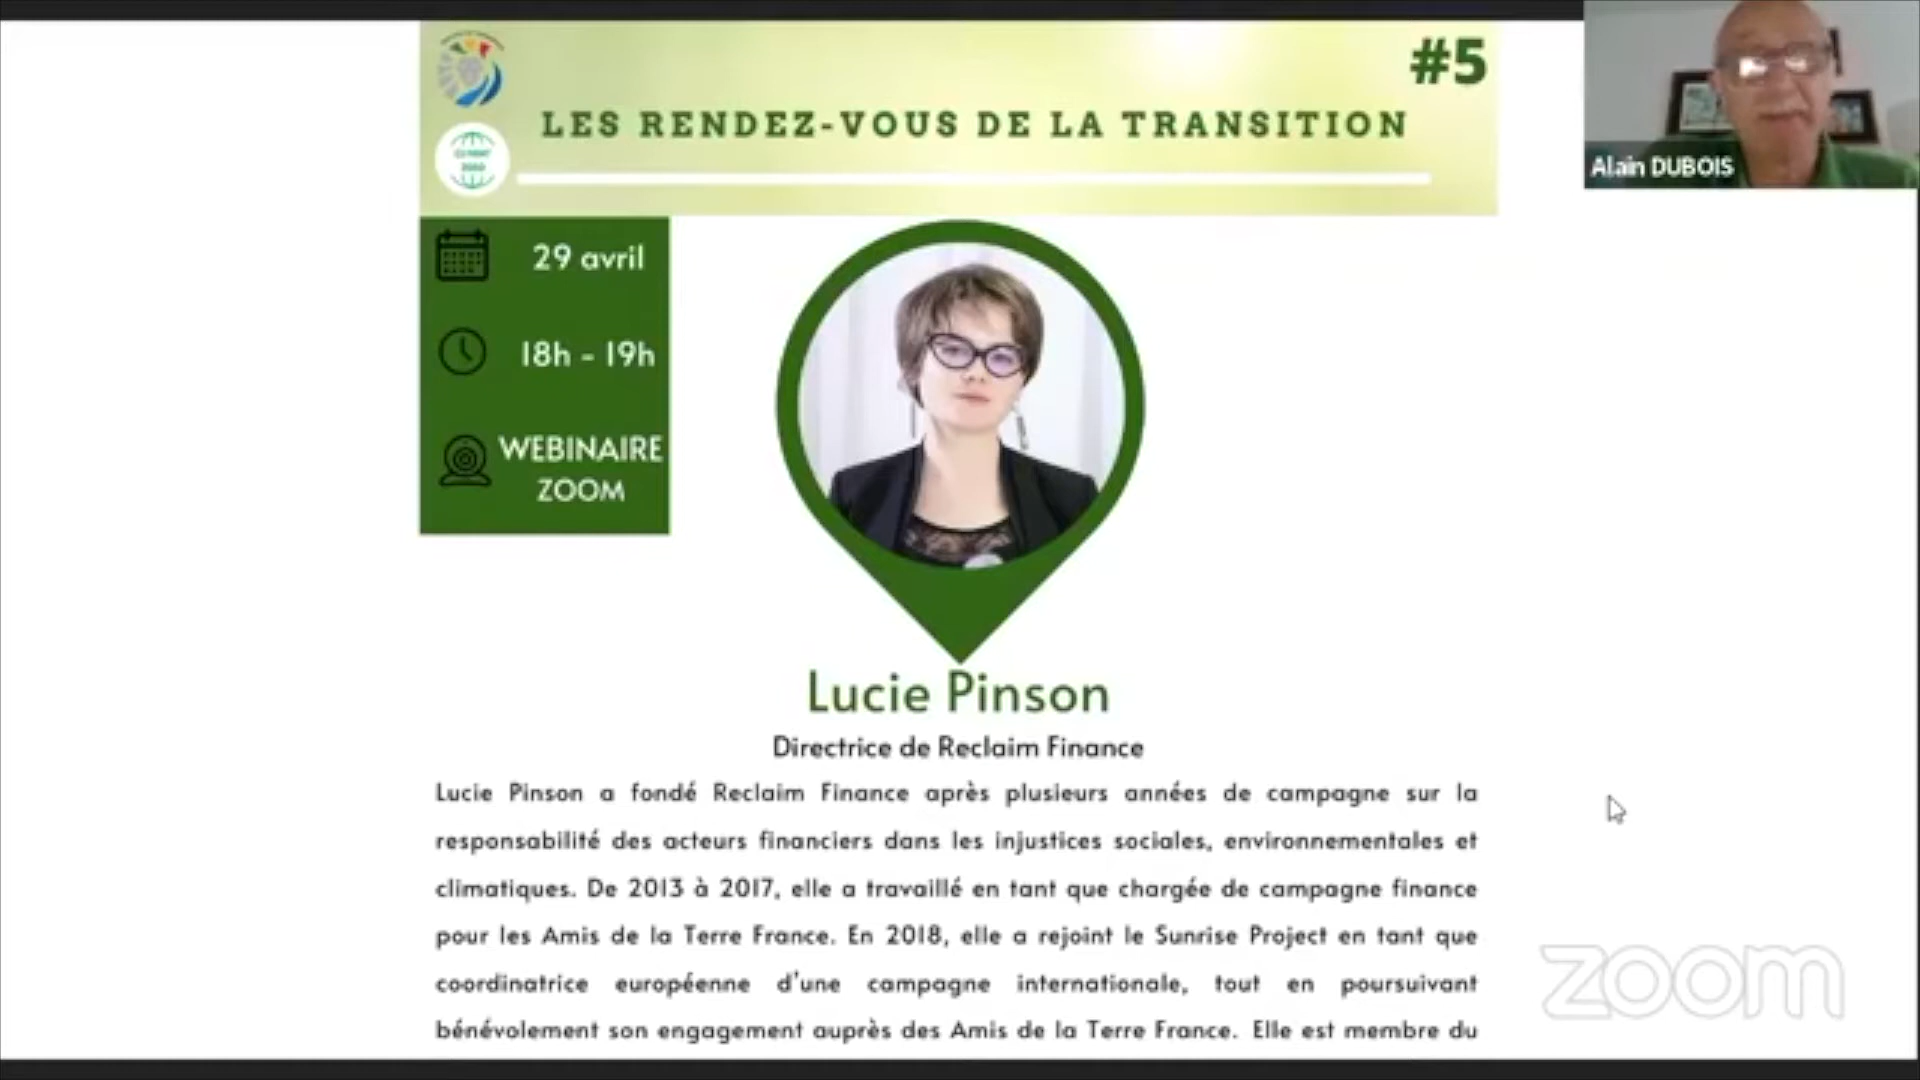 #5
LES RENDEZ-VOUS DE LA TRANSITION
Alain DUBOIS
29 avril
18h - 19h
WEBINAIRE
ZOOM
Lucie Pinson
Directrice de Reclaim Finance
Lucie Pinson a fondé Reclaim Finance après plusieurs années de campagne sur la
responsabilité des acteurs financiers dans les injustices sociales, environnementales et
climatiques. De 2013 à 2017, elle a travaillé en tant que chargée de campagne finance
pour les Amis de la Terre France. En 2018, elle a rejoint le Sunrise Project en tant que
coordinatrice européenne d'une campagne internationale, tout en poursuivant
bénévolement son engagement auprès des Amis de la Terre France. Elle est membre du
zoom